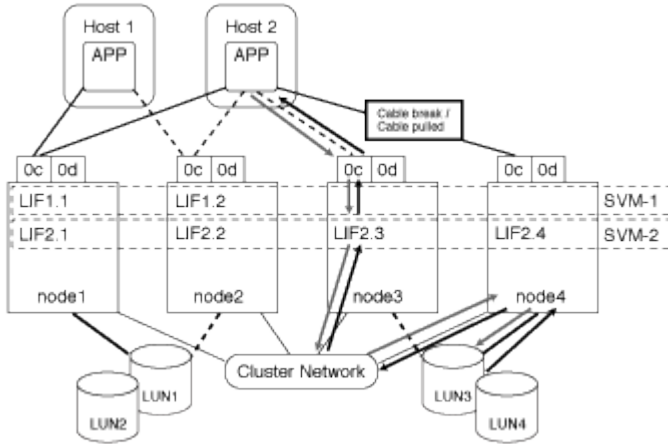 Host 1
Host 2
APP
APP
Cable break /
Cable pulled
0c 0d
0c 0d
0c 0d
0c 0d
LIF1.1
LIF1.2
SVM-1
LIF2.1
LIF2.2
LIF2.3
LIF2.4
SVM-2
node1
node2
node3
node4
Cluster Network
LUN1
LUN2
LUN3
LUN4